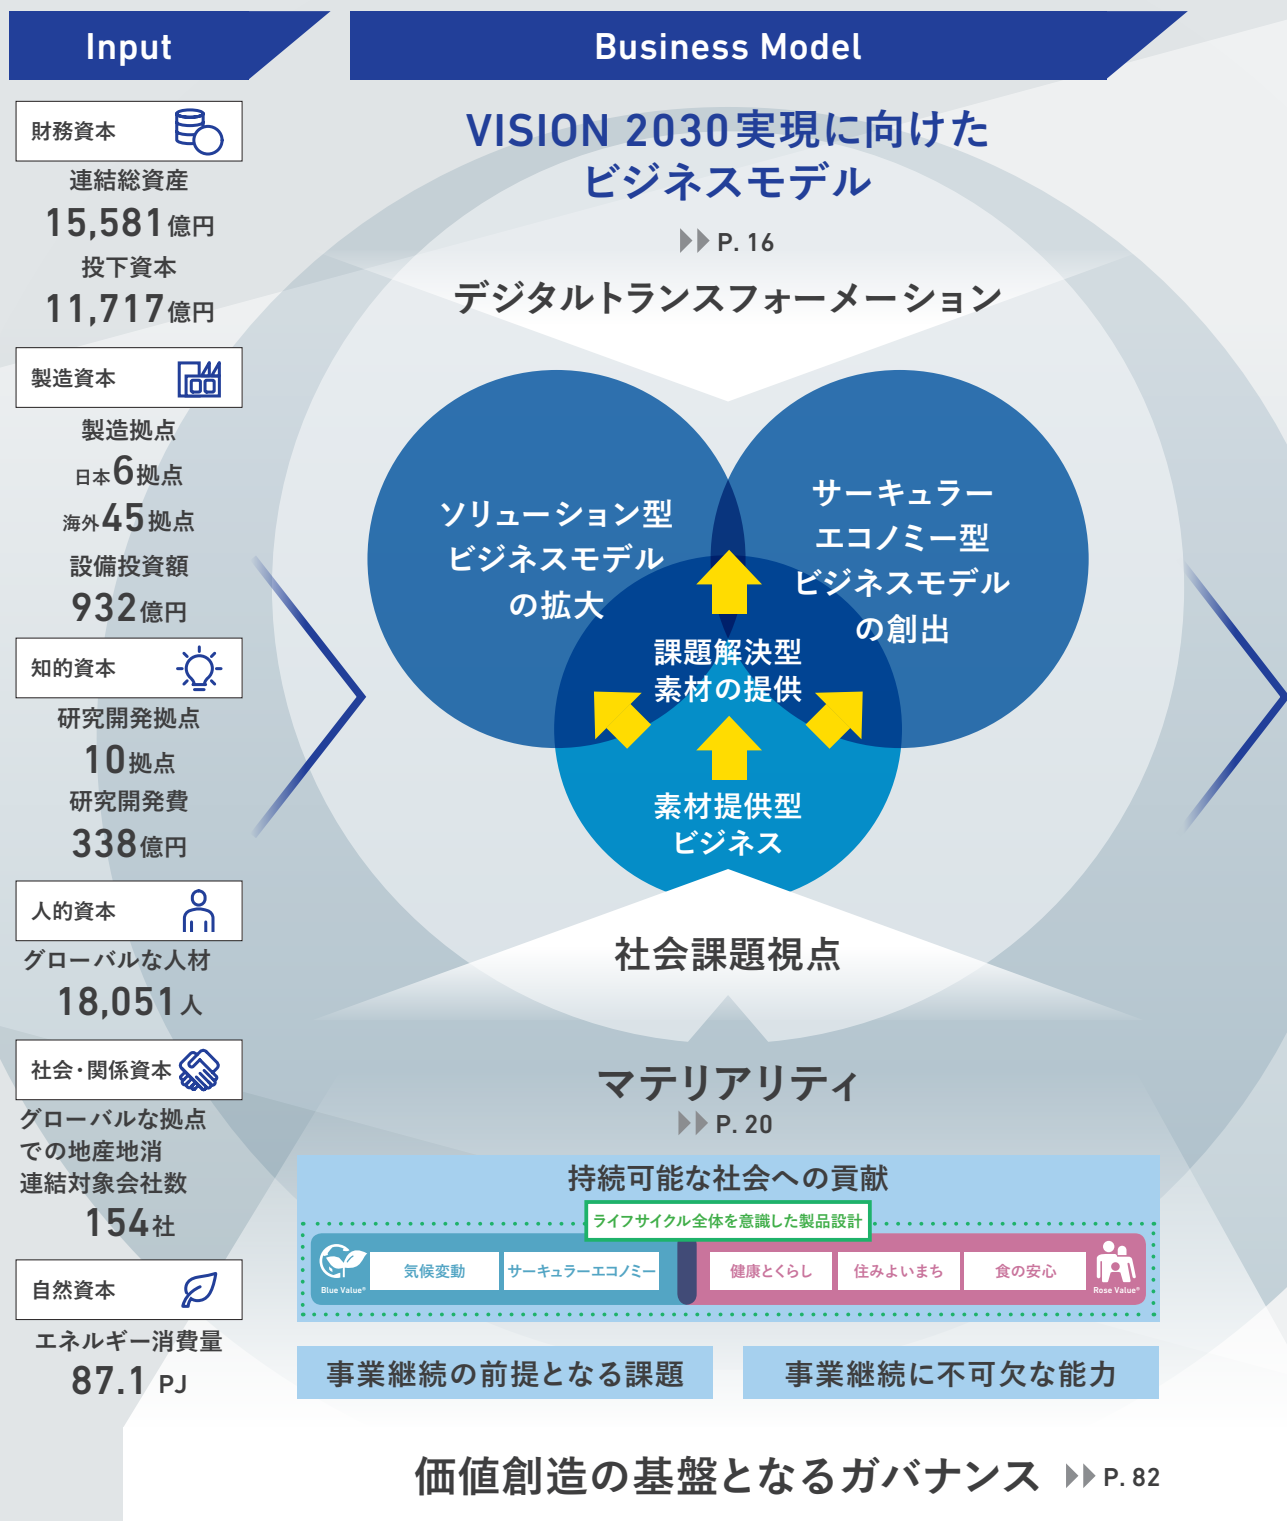 Input
財務資本
連結総資産
15,581億円
投下資本
11,717億円
製造資本
製造拠点
日本6拠点
海外45拠点
設備投資額
932億円
知的資本
研究開発拠点
10拠点
研究開発費
338億円
人的資本
グローバルな人材
18,051人
社会・関係資本
グローバルな拠点
での地産地消
連結対象会社数
154社
自然資本
エネルギー消費量
87.1 PJ
Business Model
VISION 2030実現に向けた
ビジネスモデル
P. 16
デジタルトランスフォーメーション
ソリューション型
ビジネスモデル
の拡大
サーキュラー
エコノミー型
ビジネスモデル
の創出
課題解決型
素材の提供
素材提供型
ビジネス
社会課題視点
マテリアリティ
P. 20
持続可能な社会への貢献
ライフサイクル全体を意識した製品設計
Blue Value®
気候変動
サーキュラーエコノミー
健康とくらし
住みよいまち
食の安心
Rose Value®
事業継続の前提となる課題
事業継続に不可欠な能力
価値創造の基盤となるガバナンス P. 82